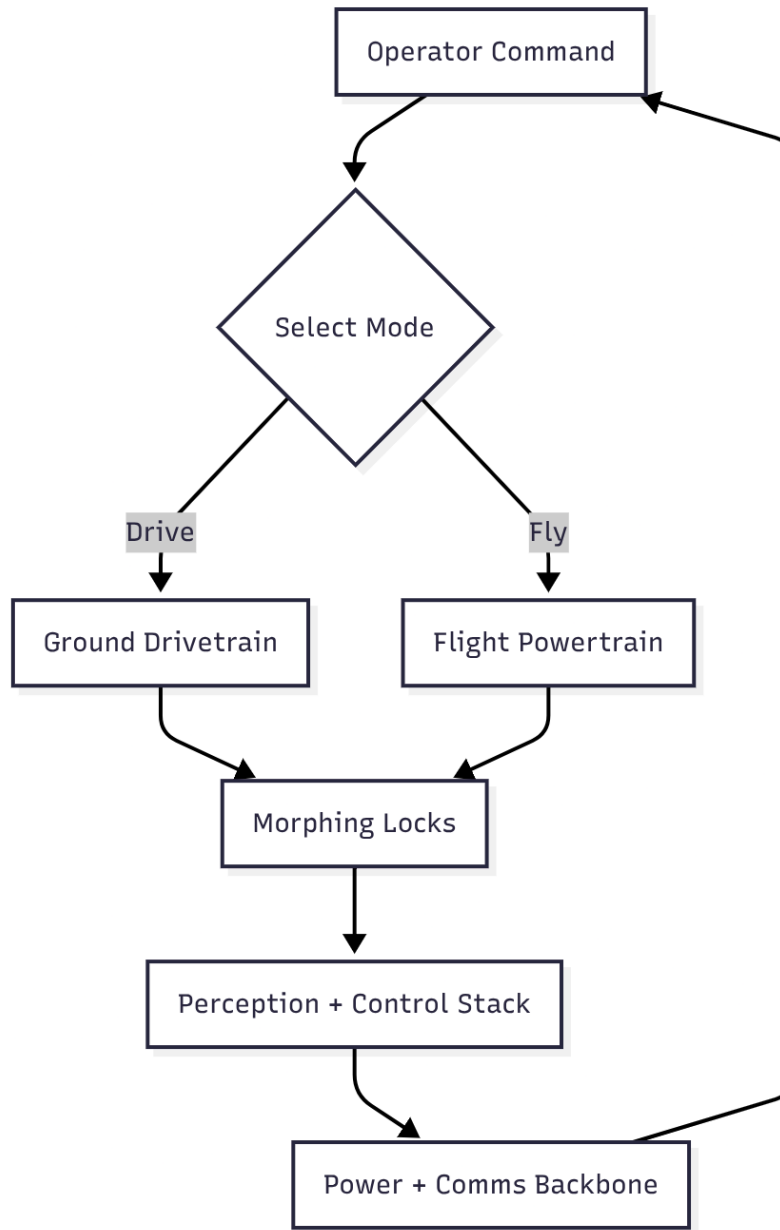 Operator Command
Select Mode
Drive
Fly
Ground Drivetrain
Flight Powertrain
Morphing Locks
Perception + Control Stack
Power + Comms Backbone